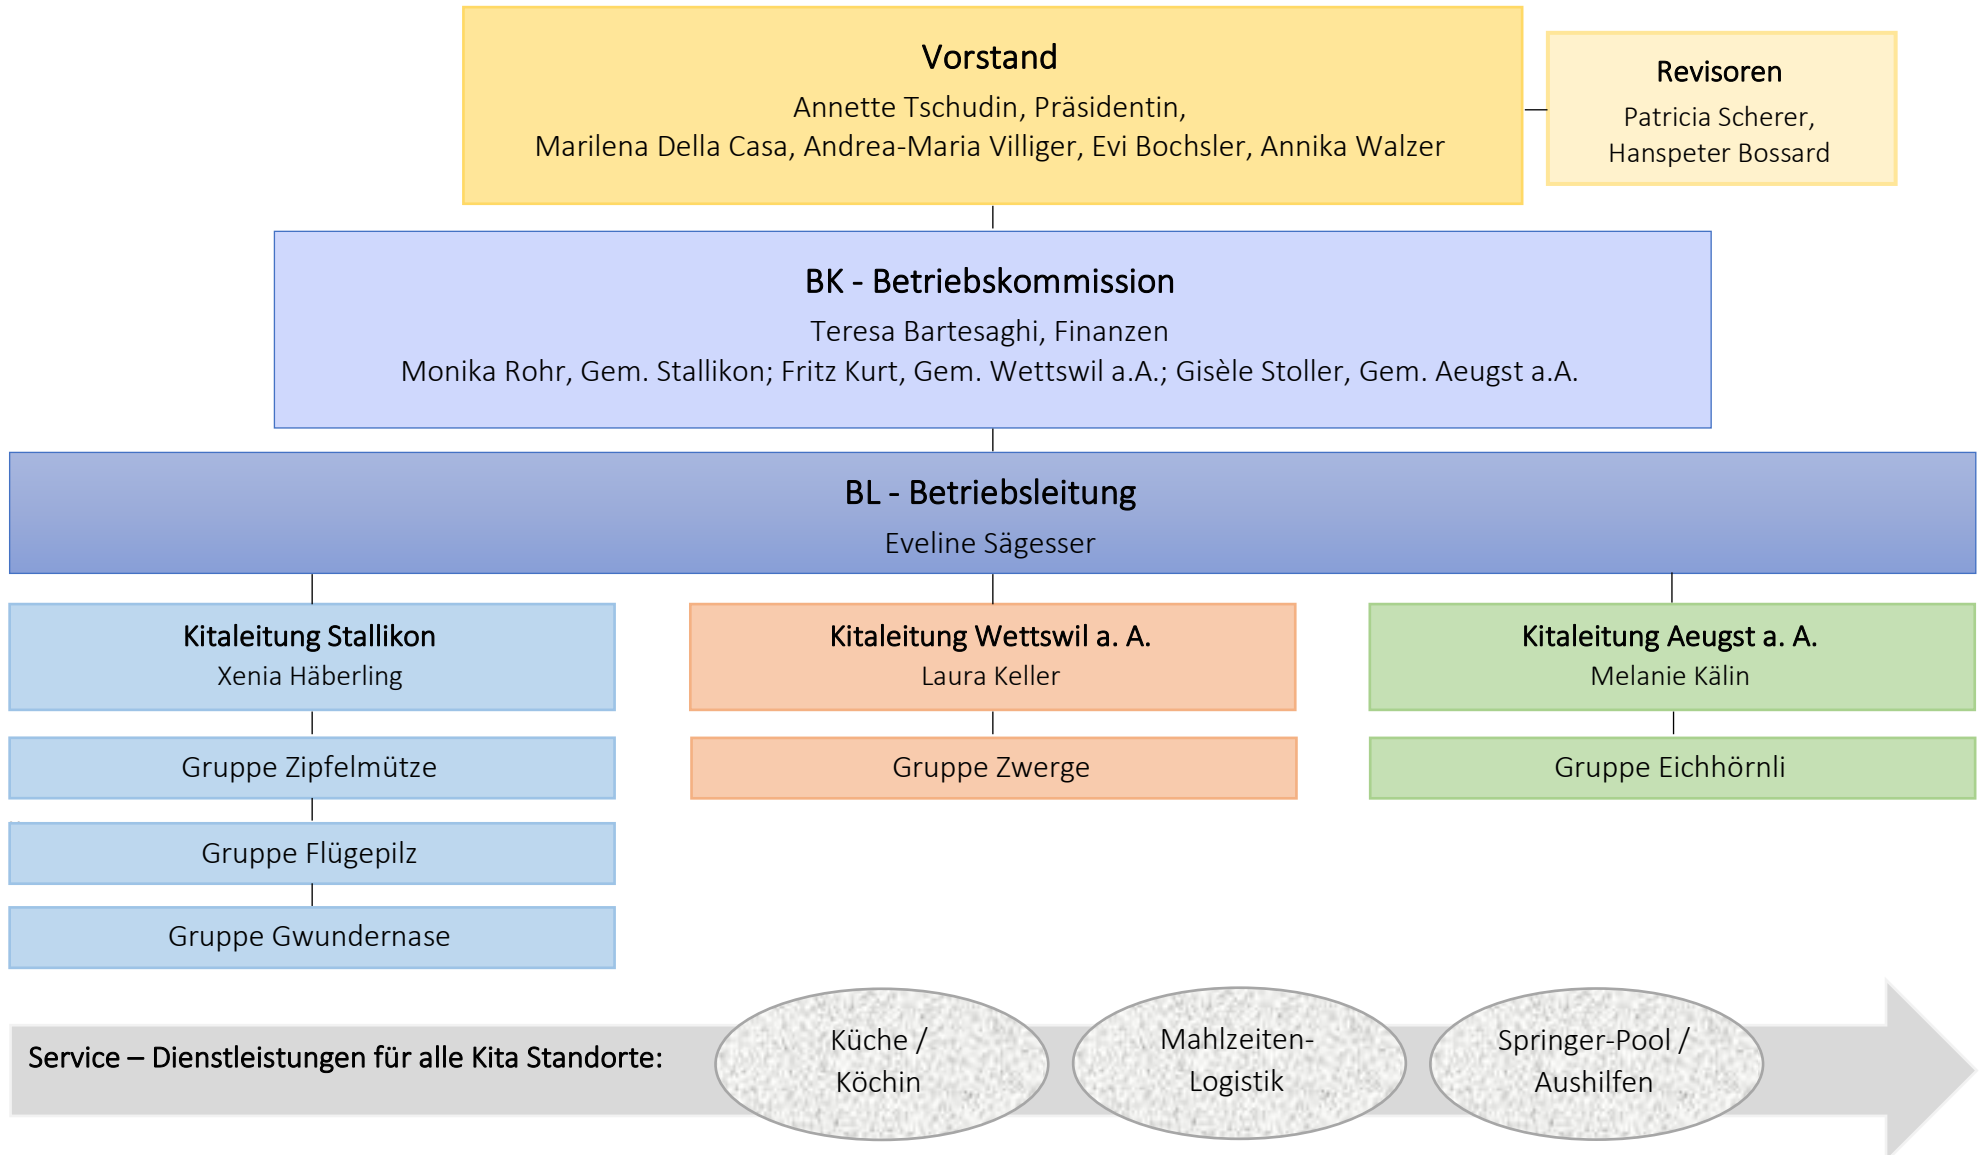 Vorstand
Annette Tschudin, Präsidentin,
Marilena Della Casa, Andrea-Maria Villiger, Evi Bochsler, Annika Walzer
Revisoren
Patricia Scherer,
Hanspeter Bossard
BK - Betriebskommission
Teresa Bartesaghi, Finanzen
Monika Rohr, Gem. Stallikon; Fritz Kurt, Gem. Wettswil a.A.; Gisèle Stoller, Gem. Aeugst a.A.
BL - Betriebsleitung
Eveline Sägesser
Kitaleitung Stallikon
Xenia Häberling
Gruppe Zipfelmütze
Gruppe Flügepilz
Gruppe Gwundernase
Kitaleitung Wettswil a. A.
Laura Keller
Gruppe Zwerge
Kitaleitung Aeugst a. A.
Melanie Kälin
Gruppe Eichhörnli
Service – Dienstleistungen für alle Kita Standorte:
Küche /
Köchin
Mahlzeiten-
Logistik
Springer-Pool /
Aushilfen